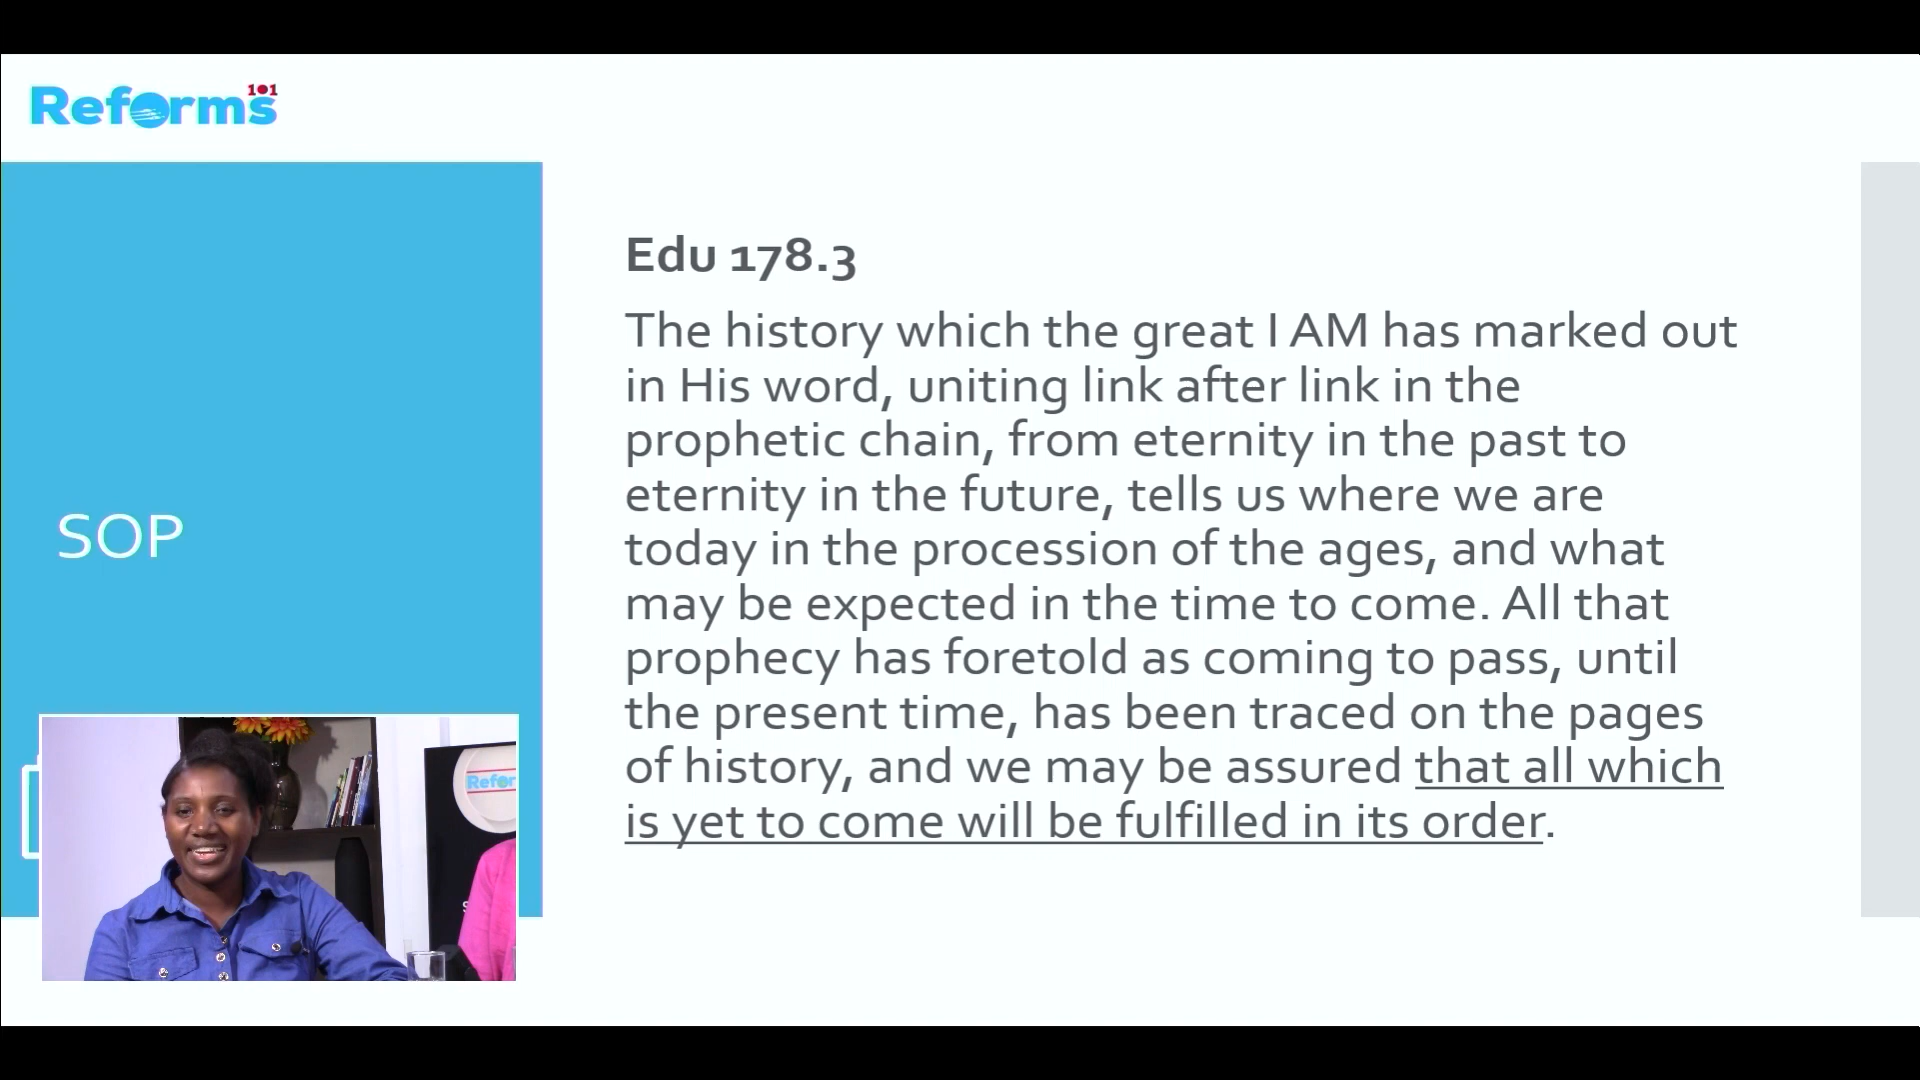 Reforms 101
Edu 178.3
The history which the great I AM has marked out
in His word, uniting link after link in the
prophetic chain, from eternity in the past to
eternity in the future, tells us where we are
today in the procession of the ages, and what
may be expected in the time to come. All that
prophecy has foretold as coming to pass, until
the present time, has been traced on the pages
of history, and we may be assured that all which
is yet to come will be fulfilled in its order.
SOP
Refor